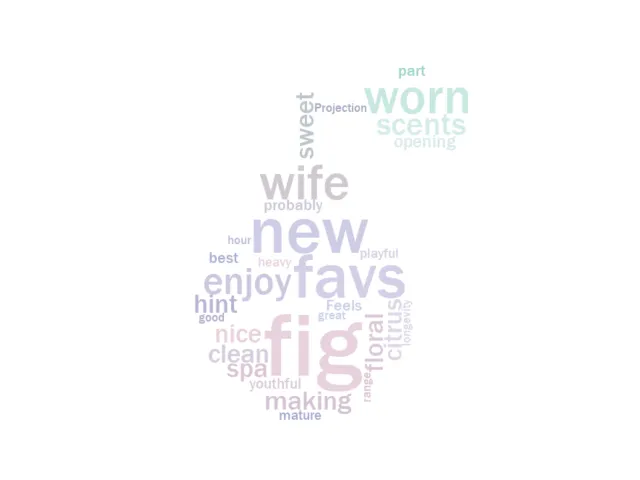 part
worn
sweet
Projection
scents
opening
wife
probably
new
hour
playful
best
heavy
enjoy
favs
hint
Feels
good
great
longevity
citrus
floral
nice
fig
clean
spa
range
youthful
making
mature